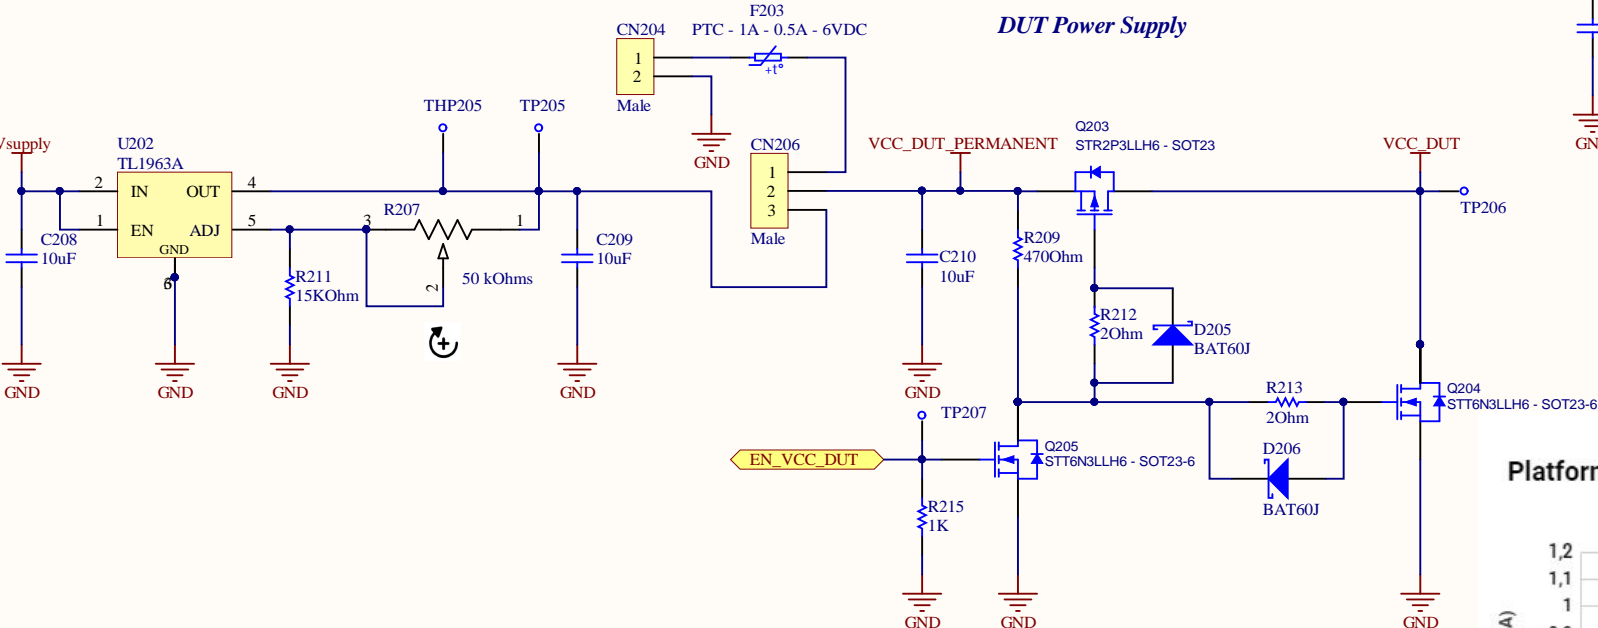 DUT Power Supply
F203
PTC - 1A - 0.5A - 6VDC
+t°
CN204
1
2
Male
GND
THP205
TP205
Vsupply
U202
TL1963A
2
IN
OUT
4
1
EN
ADJ
5
GND
C208
10uF
R207
3
1
2
50 kOhms
R211
15KOhm
C209
10uF
GND
GND
GND
GND
CN206
1
2
3
Male
VCC_DUT_PERMANENT
Q203
STR2P3LLH6 - SOT23
VCC_DUT
TP206
C210
10uF
GND
R209
470Ohm
R212
2Ohm
D205
BAT60J
R213
2Ohm
D206
BAT60J
Q204
STT6N3LLH6 - SOT23-6
TP207
EN_VCC_DUT
Q205
STT6N3LLH6 - SOT23-6
R215
1K
GND
GND
GND
GN
Platforr
1,2
1,1
1
A)